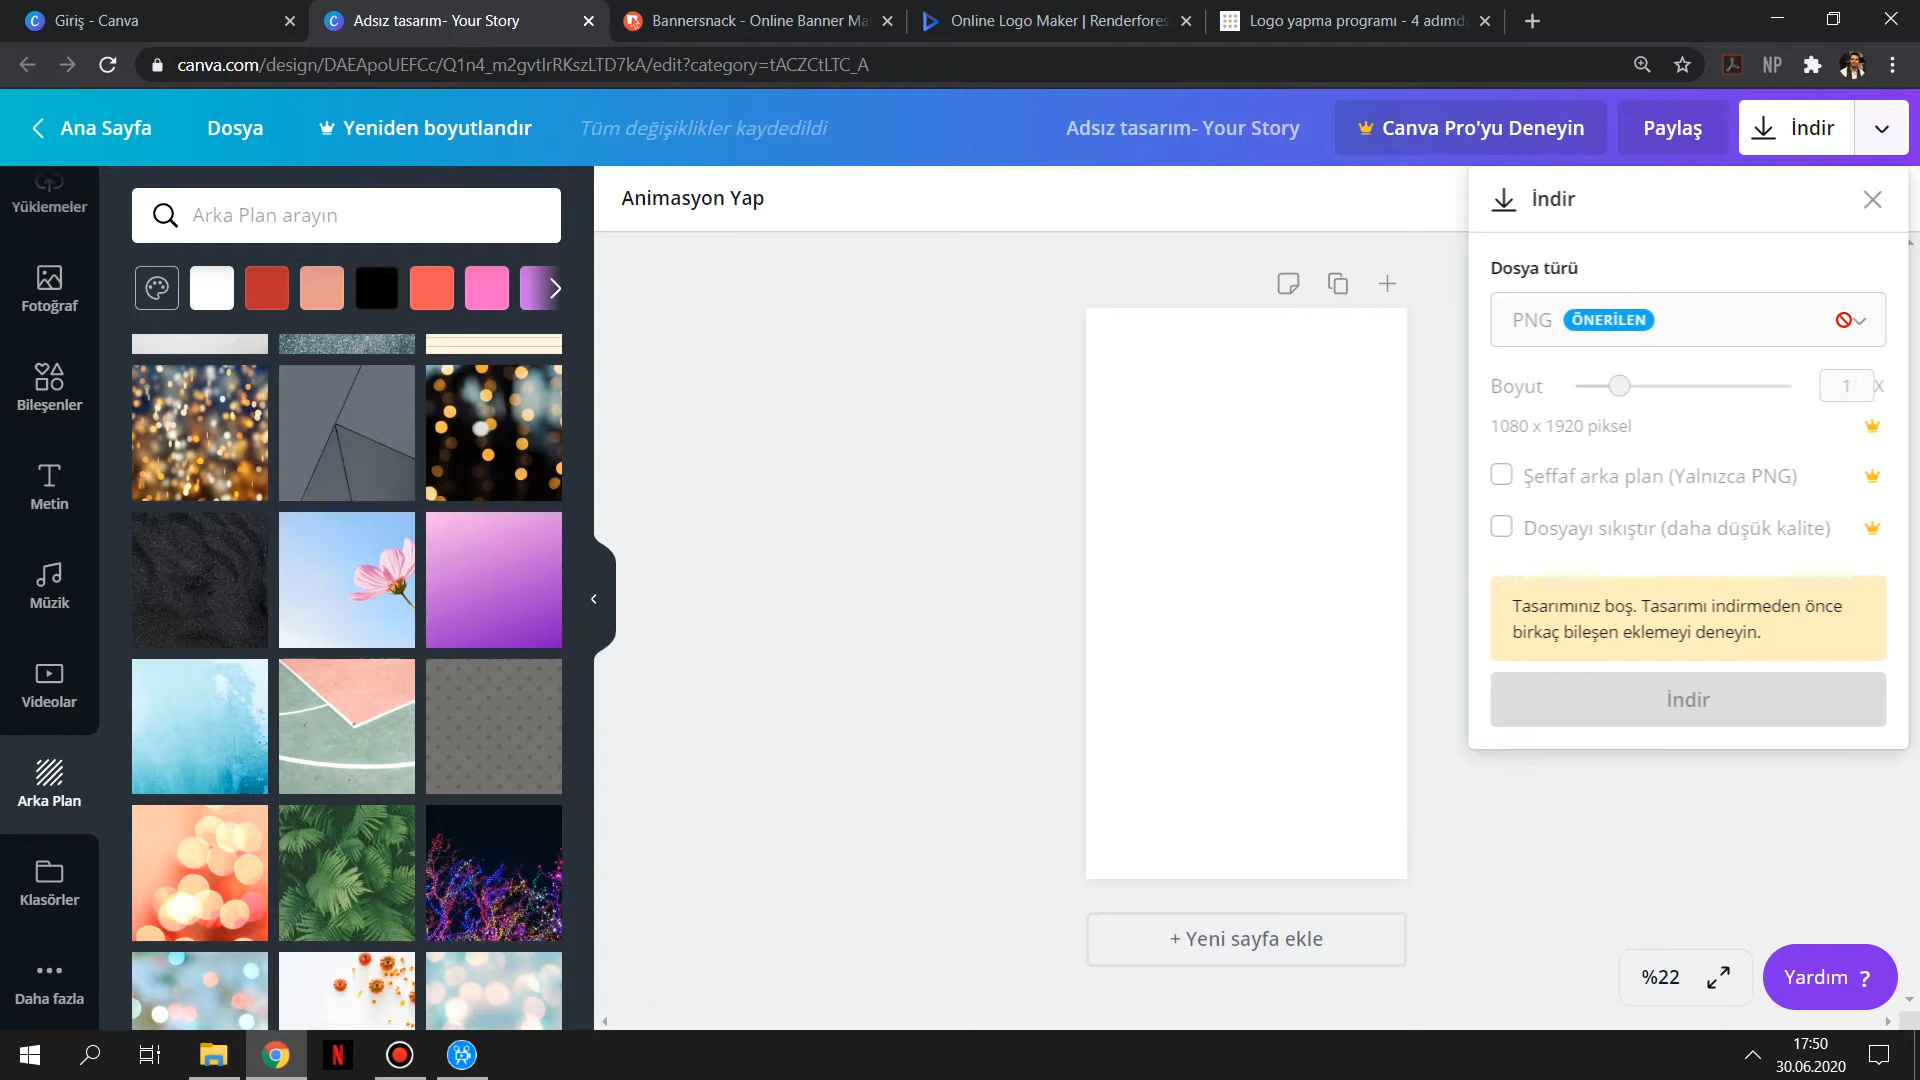 Giriş - Canva
Adsız tasarım- Your Story
Bannersnack - Online Banner Ma
Online Logo Maker | Renderfores
Logo yapma programı - 4 adımd
canva.com/design/DAEApoUEFCc/Q1n4_m2gvtIrRKszLTD7kA/edit?category=tACZCtLTC_A
NP
Ana Sayfa
Dosya
Yeniden boyutlandır
Tüm değişiklikler kaydedildi
Adsız tasarım- Your Story
Canva Pro'yu Deneyin
Paylaş
İndir
Yüklemeler
Fotoğraf
Bileşenler
Metin
Müzik
Videolar
Arka Plan
Klasörler
Daha fazla
Arka Plan arayın
Animasyon Yap
+ Yeni sayfa ekle
İndir
Dosya türü
PNG ÖNERİLEN
Boyut
1 X
1080 x 1920 piksel
Şeffaf arka plan (Yalnızca PNG)
Dosyayı sıkıştır (daha düşük kalite)
Tasarımınız boş. Tasarımı indirmeden önce
birkaç bileşen eklemeyi deneyin.
İndir
%22
Yardım ?
N
17:50
30.06.2020